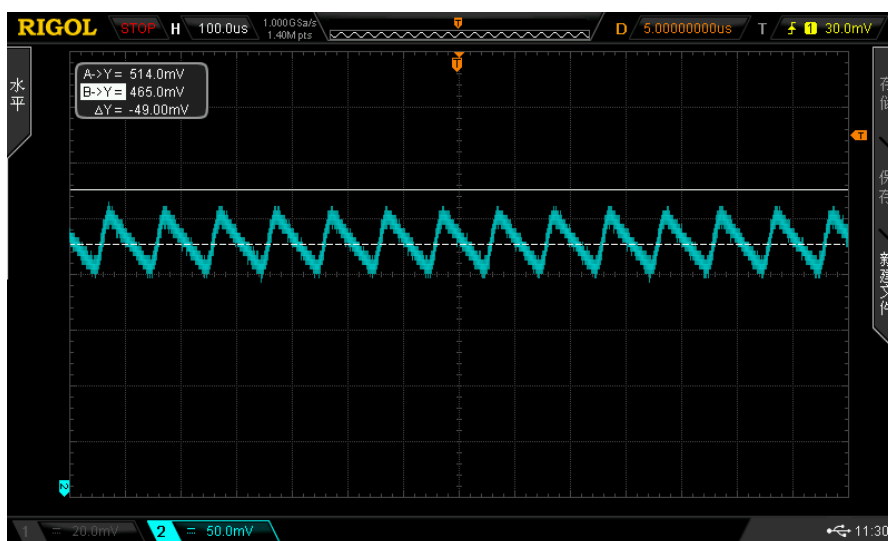 RIGOL STOP H 100.0us 1.000GSa/s 1.40M pts D 5.00000000us T 1 30.0mV
T
水平
A->Y= 514.0mV
B->Y= 465.0mV
ΔY= -49.00mV
T
存储
保存
新建文件
2
1 = 20.0mV 2 = 50.0mV 11:30